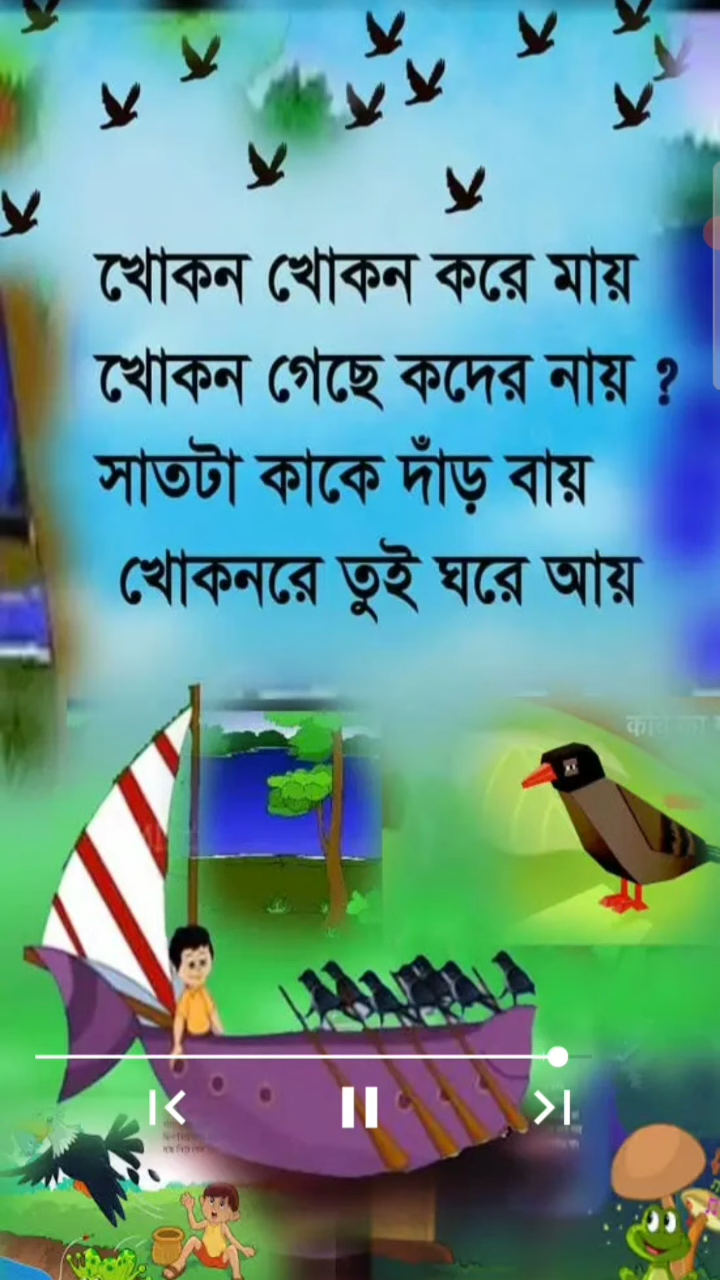 খোকন খোকন করে মায়
খোকন গেছে কদের নায় ?
সাতটা কাকে দাঁড় বায়
খোকনরে তুই ঘরে আয়